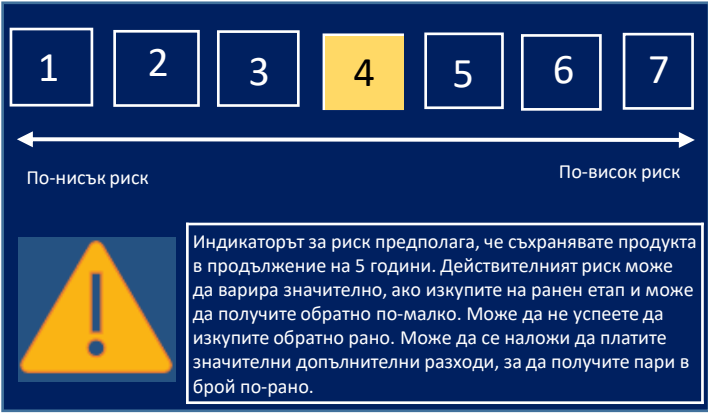 1 2 3 4 5 6 7
По-нисък риск
По-висок риск
Индикаторът за риск предполага, че съхранявате продукта
в продължение на 5 години. Действителният риск може
да варира значително, ако изкупите на ранен етап и може
да получите обратно по-малко. Може да не успеете да
изкупите обратно рано. Може да се наложи да платите
значителни допълнителни разходи, за да получите пари в
брой по-рано.